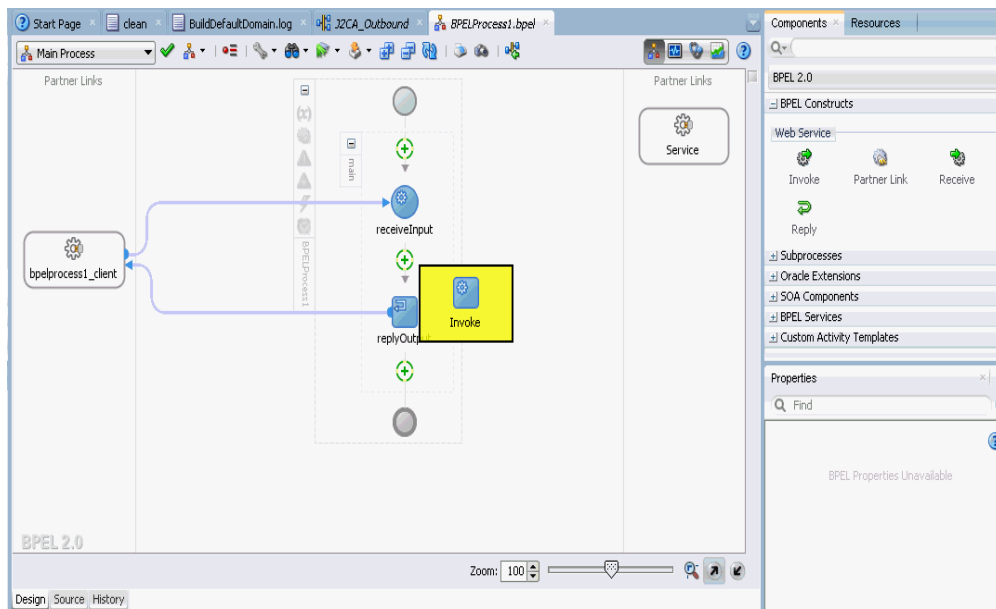 Start Page
clean
BuildDefaultDomain.log
J2CA_Outbound
BPELProcess1.bpel
Main Process
Partner Links
Partner Links
main
BPELProcess1
receiveInput
bpelprocess1_client
Invoke
replyOutput
Service
BPEL 2.0
Zoom: 100
Design Source History
Components Resources
BPEL 2.0
BPEL Constructs
Web Service
Invoke Partner Link Receive
Reply
Subprocesses
Oracle Extensions
SOA Components
BPEL Services
Custom Activity Templates
Properties
Find
BPEL Properties Unavailable